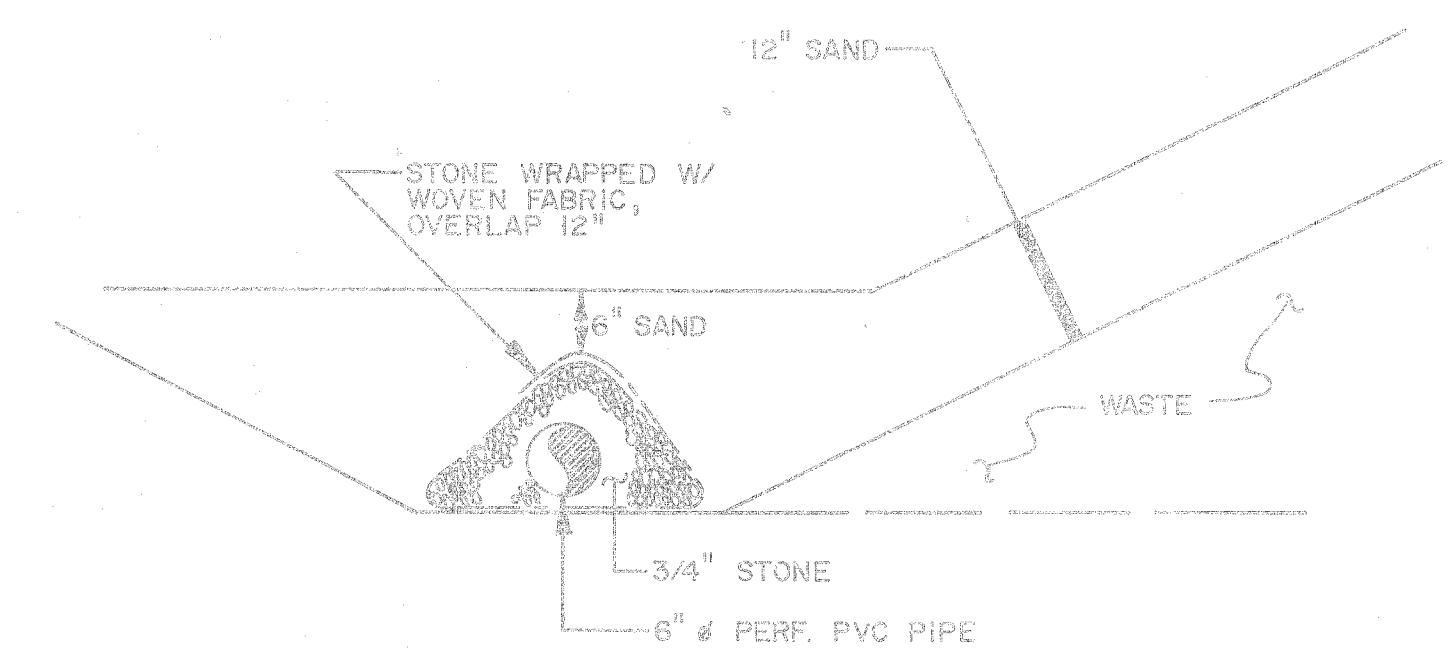 12" SAND
STONE WRAPPED W/
WOVEN FABRIC,
OVERLAP 12"
6" SAND
WASTE
3/4" STONE
6" ø PERF. PVC PIPE